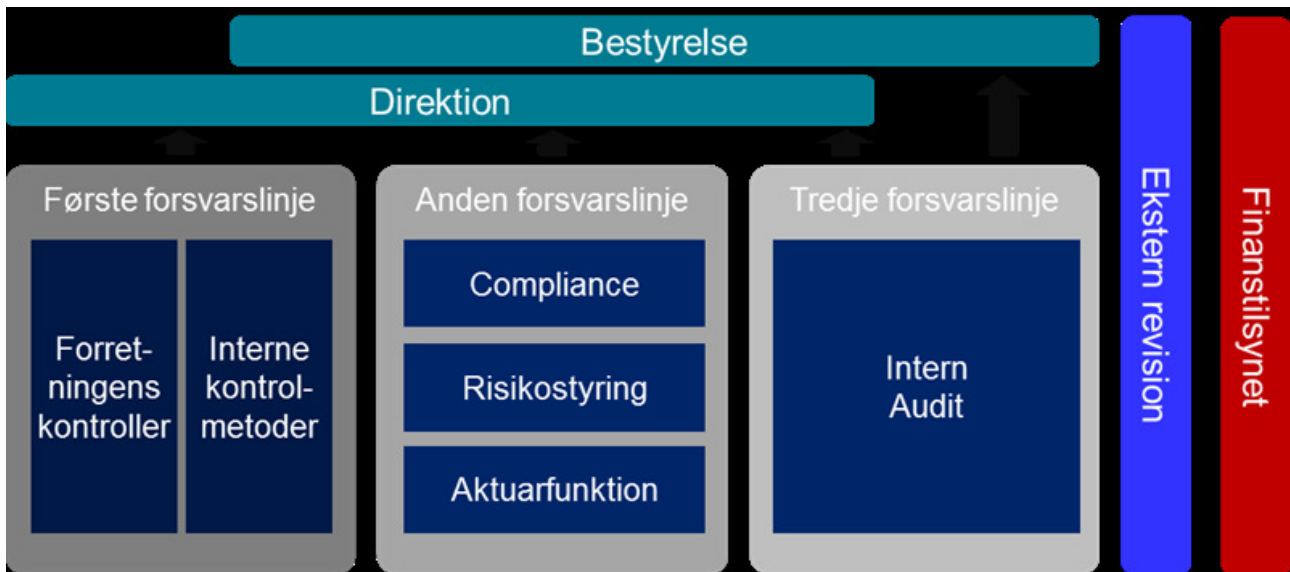 Bestyrelse
Direktion
Første forsvarslinje
Forret-
ningens
kontroller
Interne
kontrol-
metoder
Anden forsvarslinje
Compliance
Risikostyring
Aktuarfunktion
Tredje forsvarslinje
Intern
Audit
Ekstern revision
Finanstilsynet